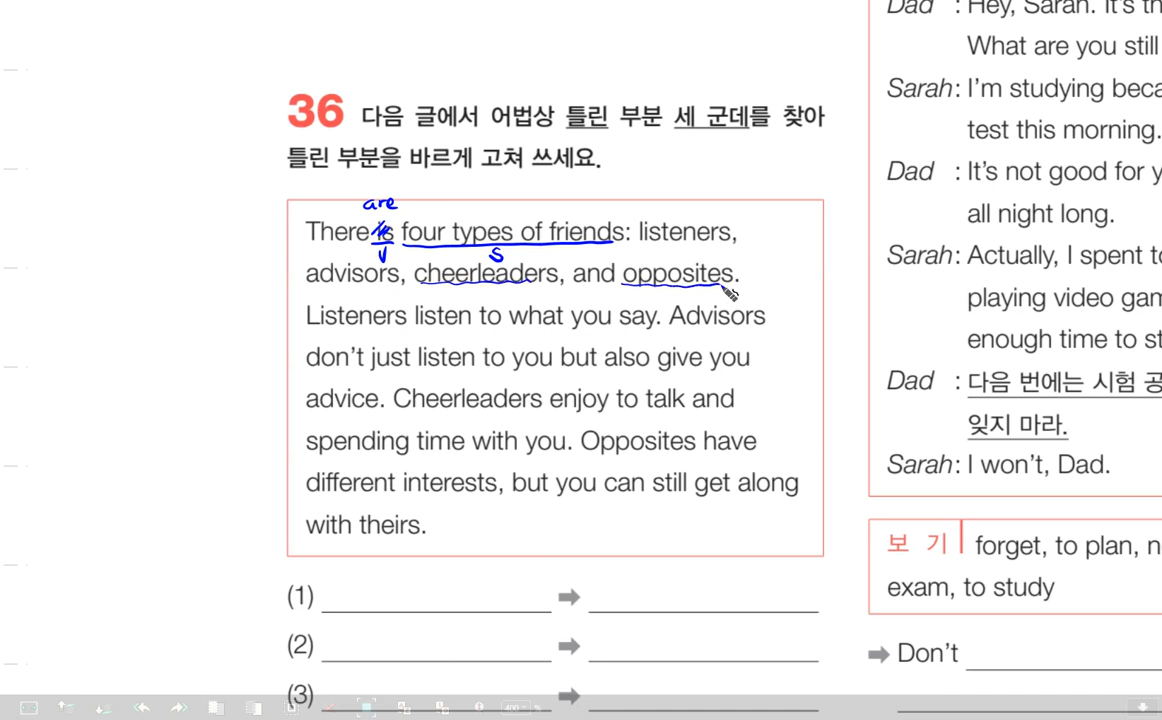 36 다음 글에서 어법상 틀린 부분 세 군데를 찾아
틀린 부분을 바르게 고쳐 쓰세요.
are
There is four types of friends: listeners,
v
s
advisors, cheerleaders, and opposites.
Listeners listen to what you say. Advisors
don't just listen to you but also give you
advice. Cheerleaders enjoy to talk and
spending time with you. Opposites have
different interests, but you can still get along
with theirs.
(1) ➡
(2) ➡
(3) ➡
Dad : Hey, Sarah. It's th
What are you still
Sarah: I'm studying beca
test this morning.
Dad : It's not good for y
all night long.
Sarah: Actually, I spent to
playing video gam
enough time to st
Dad : 다음 번에는 시험 공
잊지 마라.
Sarah: I won't, Dad.
보 기 forget, to plan, n
exam, to study
➡ Don't
400 %